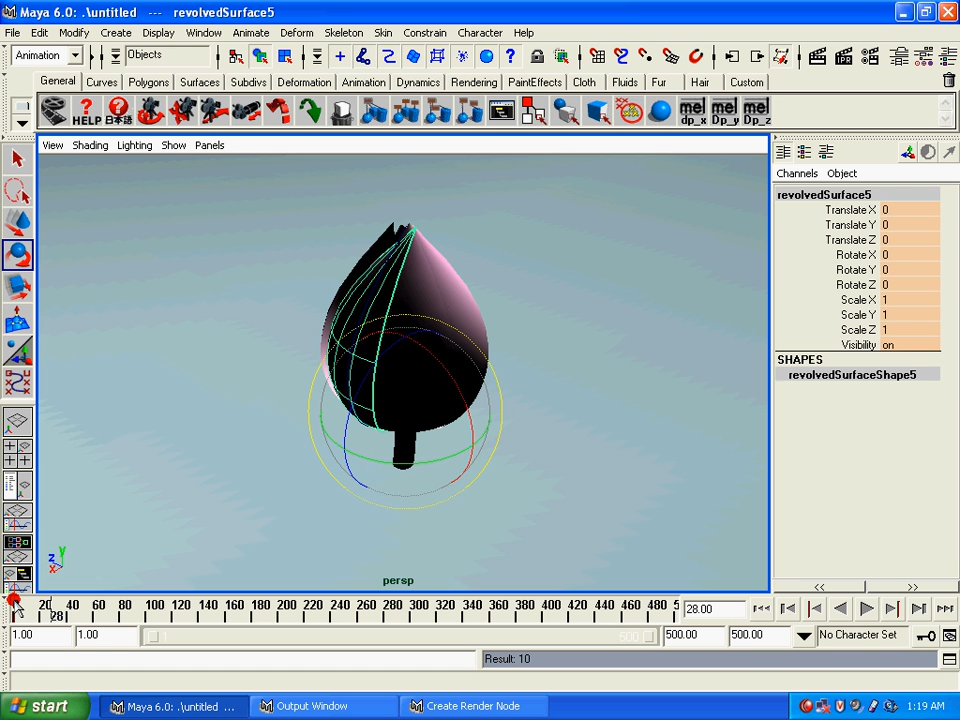 Maya 6.0: .\untitled --- revolvedSurface5
File Edit Modify Create Display Window Animate Deform Skeleton Skin Constrain Character Help
Animation Objects
General Curves Polygons Surfaces Subdivs Deformation Animation Dynamics Rendering PaintEffects Cloth Fluids Fur Hair Custom
HELP 日本語 mel mel mel
dp_x Dp_y Dp_z
View Shading Lighting Show Panels
Channels Object
revolvedSurface5
Translate X 0
Translate Y 0
Translate Z 0
Rotate X 0
Rotate Y 0
Rotate Z 0
Scale X 1
Scale Y 1
Scale Z 1
Visibility on
SHAPES
revolvedSurfaceShape5
z y x
persp
<< >>
20 40 60 80 100 120 140 160 180 200 220 240 260 280 300 320 340 360 380 400 420 440 460 480 5
28 28.00
1.00 1.00 1 500 500.00 500.00 No Character Set
Result: 10
start Maya 6.0: .\untitled ... Output Window Create Render Node 1:19 AM